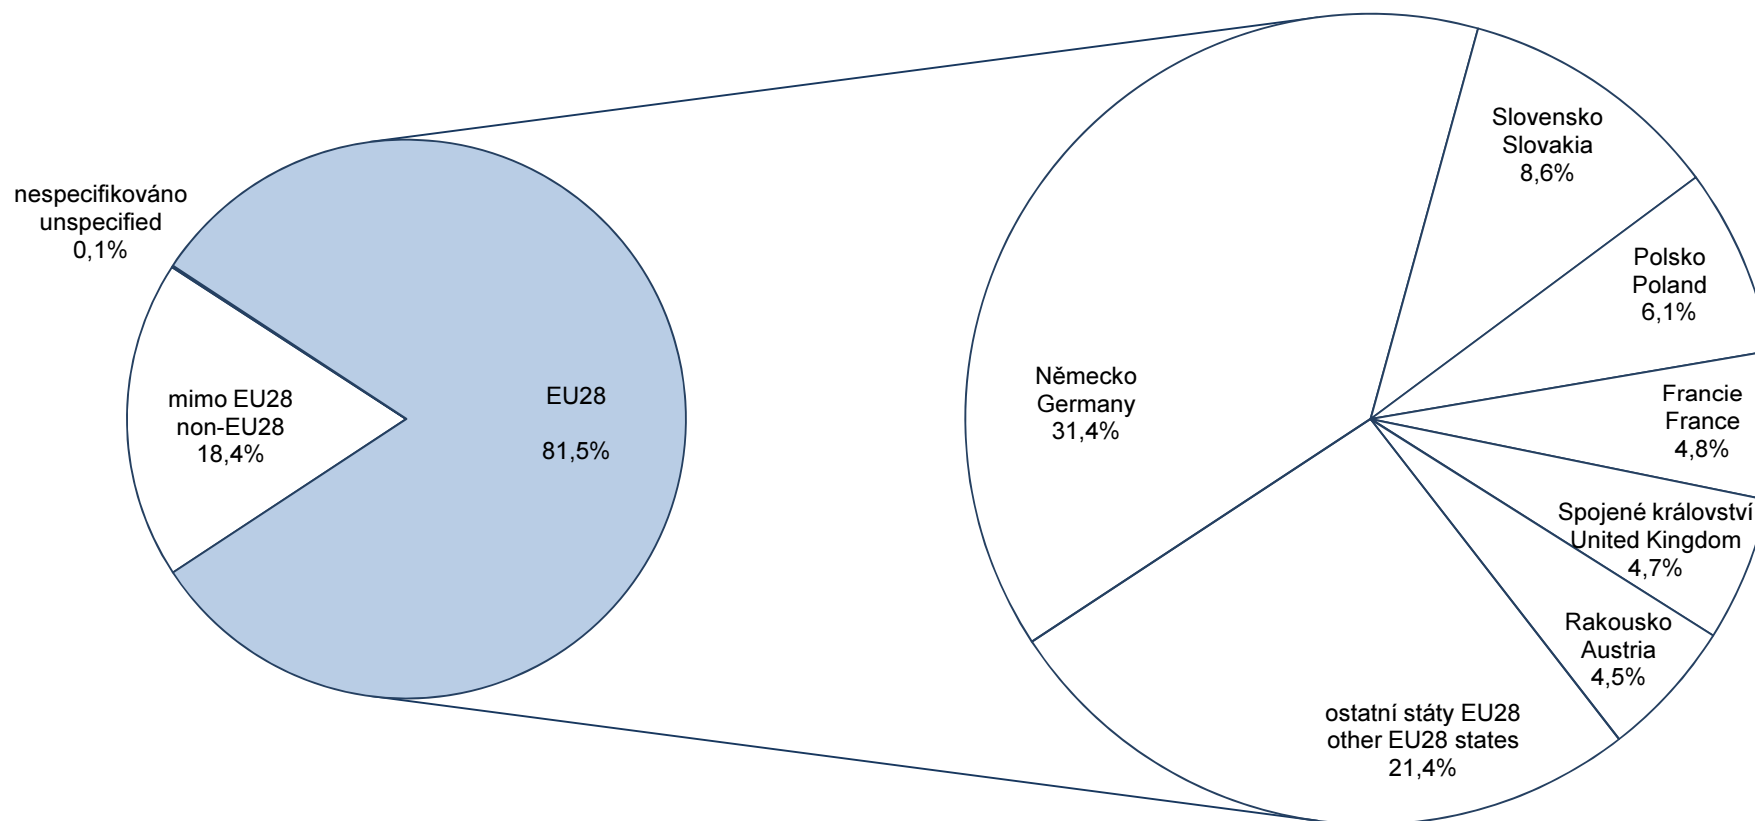 nespecifikováno
unspecified
0,1%
mimo EU28
non-EU28
18,4%
EU28
81,5%
Německo
Germany
31,4%
Slovensko
Slovakia
8,6%
Polsko
Poland
6,1%
Francie
France
4,8%
Spojené království
United Kingdom
4,7%
Rakousko
Austria
4,5%
ostatní státy EU28
other EU28 states
21,4%